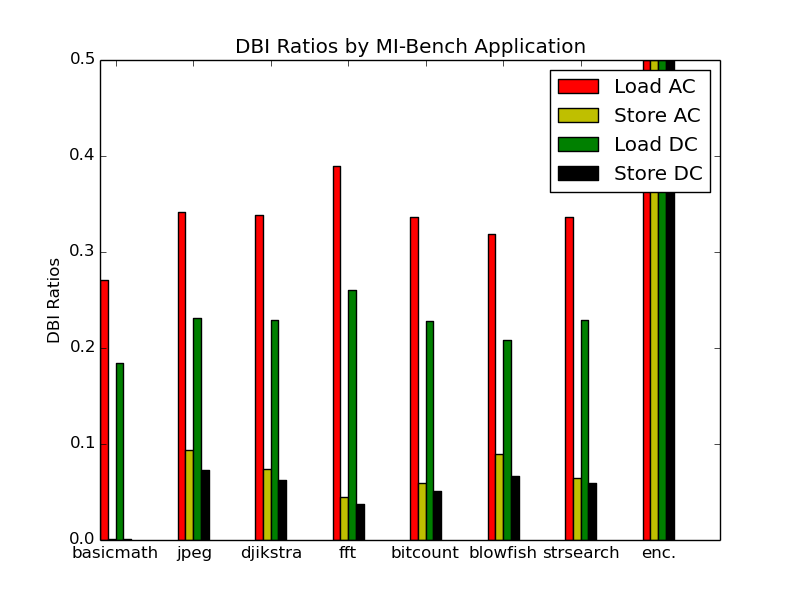 DBI Ratios by MI-Bench Application
Load AC
Store AC
Load DC
Store DC
DBI Ratios
0.5
0.4
0.3
0.2
0.1
0.0
basicmath jpeg djikstra fft bitcount blowfish strsearch enc.